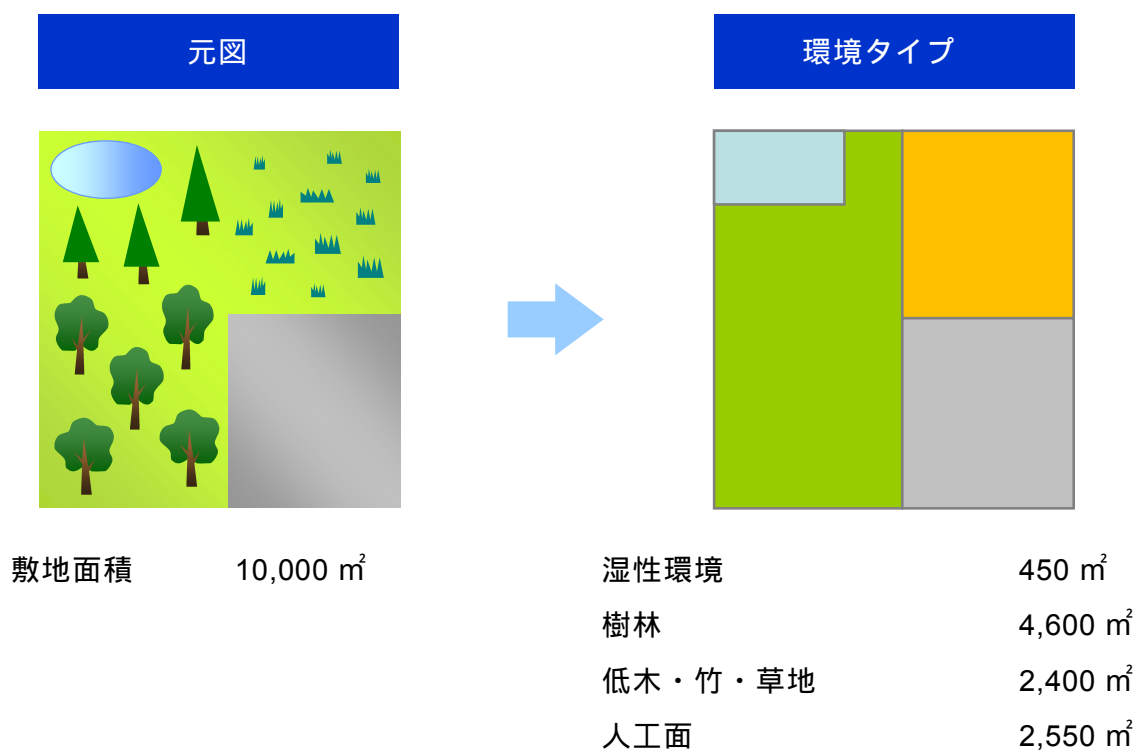 元図
環境タイプ
敷地面積 10,000 ㎡
湿性環境 450 ㎡
樹林 4,600 ㎡
低木・竹・草地 2,400 ㎡
人工面 2,550 ㎡